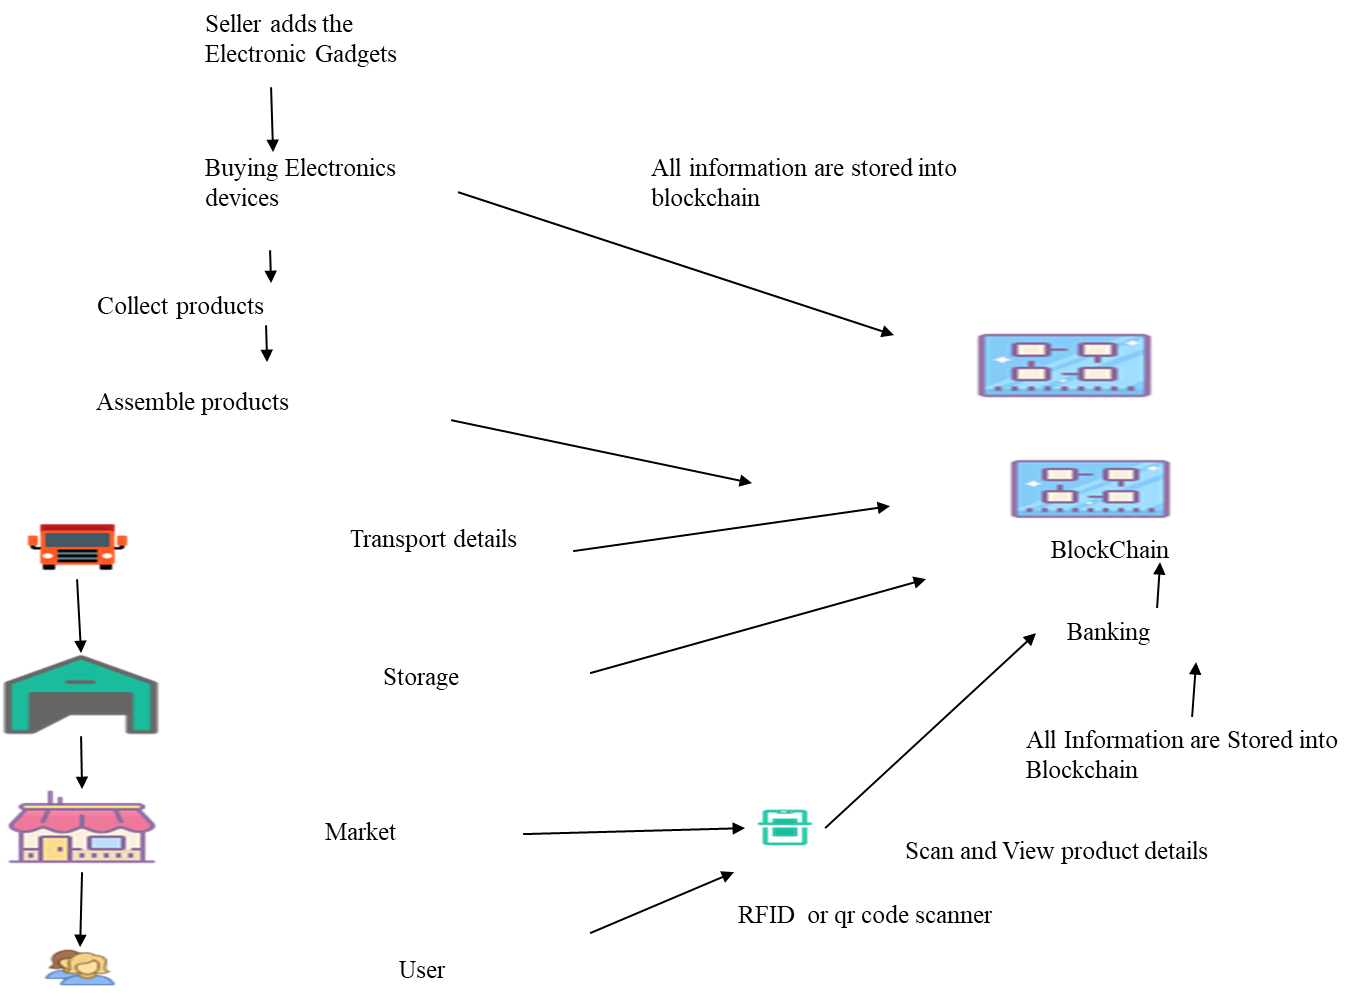 Seller adds the
Electronic Gadgets
Buying Electronics
devices
All information are stored into
blockchain
Collect products
Assemble products
Transport details
BlockChain
Banking
Storage
All Information are Stored into
Blockchain
Market
Scan and View product details
RFID  or qr code scanner
User